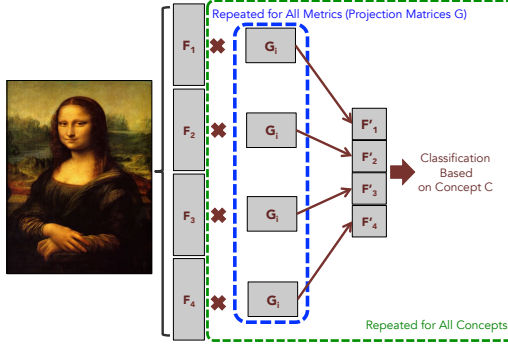 Repeated for All Metrics (Projection Matrices G)
F₁
Gᵢ
F₂
Gᵢ
F₃
Gᵢ
F₄
Gᵢ
F'₁
F'₂
F'₃
F'₄
Classification
Based
on Concept C
Repeated for All Concepts